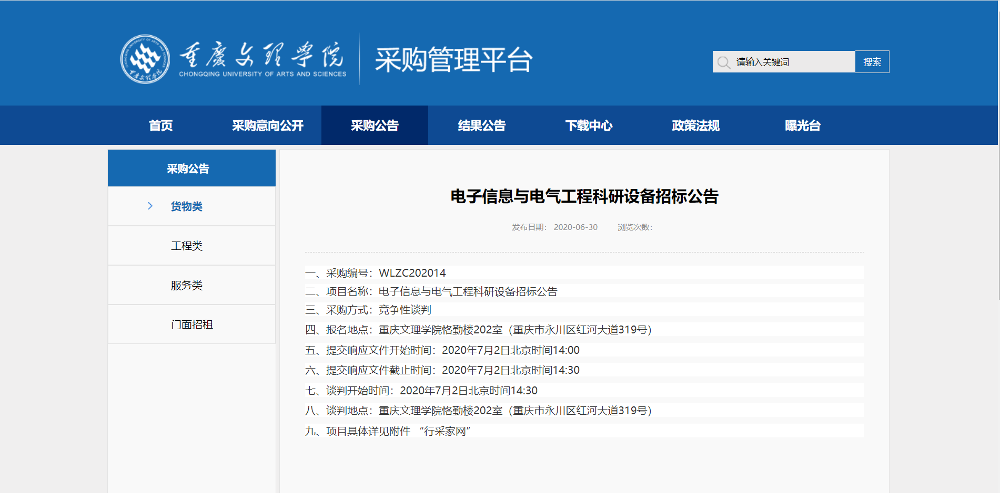 重庆文理学院
CHONGQING UNIVERSITY OF ARTS AND SCIENCES
采购管理平台
请输入关键词
搜索
首页
采购意向公开
采购公告
结果公告
下载中心
政策法规
曝光台
采购公告
货物类
工程类
服务类
门面招租
电子信息与电气工程科研设备招标公告
发布日期： 2020-06-30 浏览次数：
一、采购编号：WLZC202014
二、项目名称：电子信息与电气工程科研设备招标公告
三、采购方式：竞争性谈判
四、报名地点：重庆文理学院恪勤楼202室（重庆市永川区红河大道319号）
五、提交响应文件开始时间：2020年7月2日北京时间14:00
六、提交响应文件截止时间：2020年7月2日北京时间14:30
七、谈判开始时间：2020年7月2日北京时间14:30
八、谈判地点：重庆文理学院恪勤楼202室（重庆市永川区红河大道319号）
九、项目具体详见附件 “行采家网”